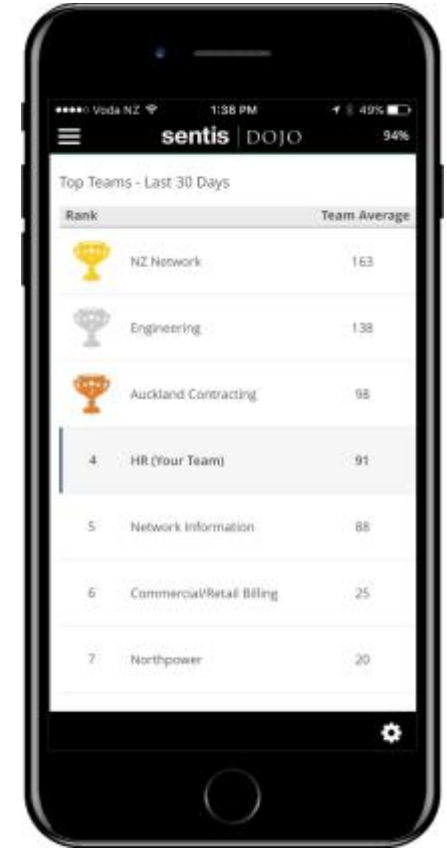 Voda NZ 1:38 PM 49%
sentis | DOJO 94%
Top Teams - Last 30 Days
Rank Team Average
NZ Network 163
Engineering 138
Auckland Contracting 98
4 HR (Your Team) 91
5 Network Information 88
6 Commercial/Retail Billing 25
7 Northpower 20